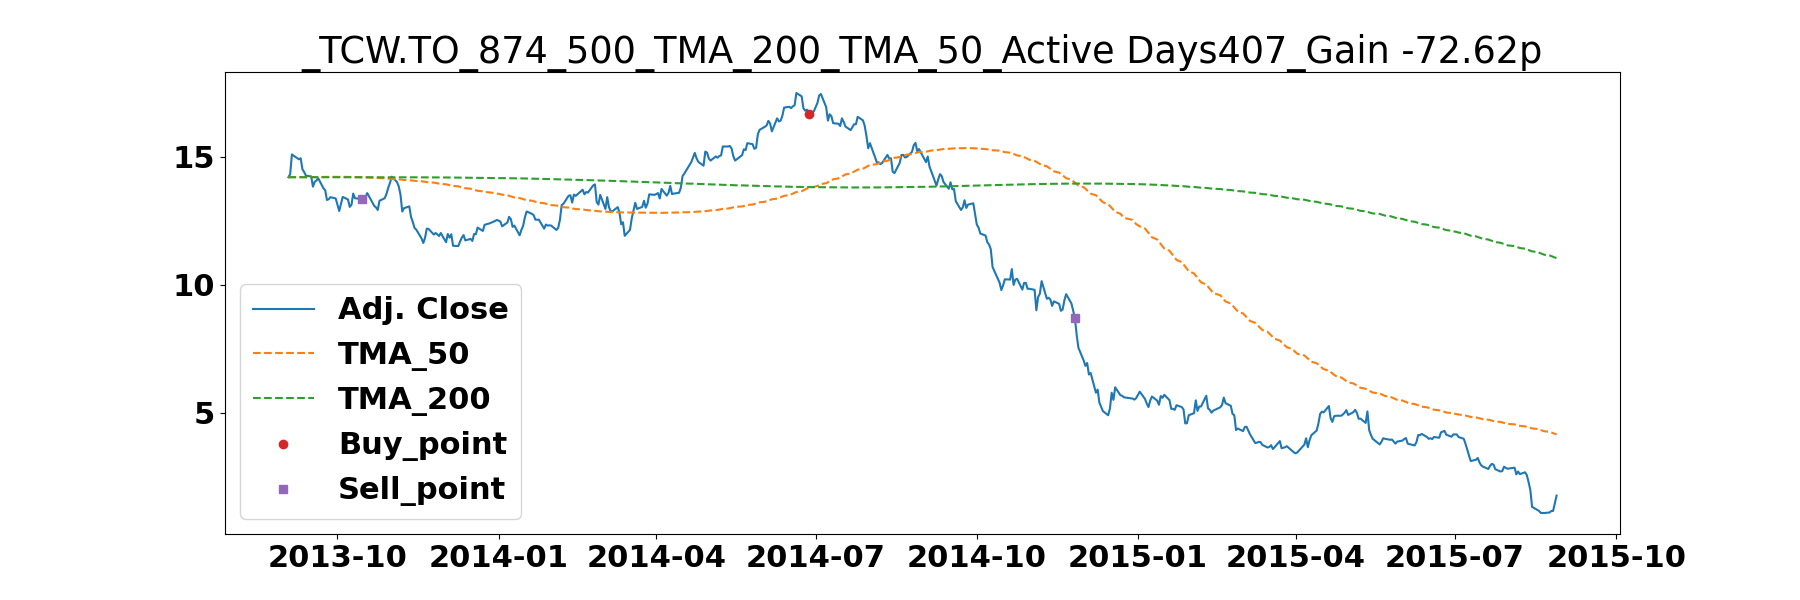 _TCW.TO_874_500_TMA_200_TMA_50_Active Days407_Gain -72.62p
15
10
5
Adj. Close
TMA_50
TMA_200
Buy_point
Sell_point
2013-10 2014-01 2014-04 2014-07 2014-10 2015-01 2015-04 2015-07 2015-10